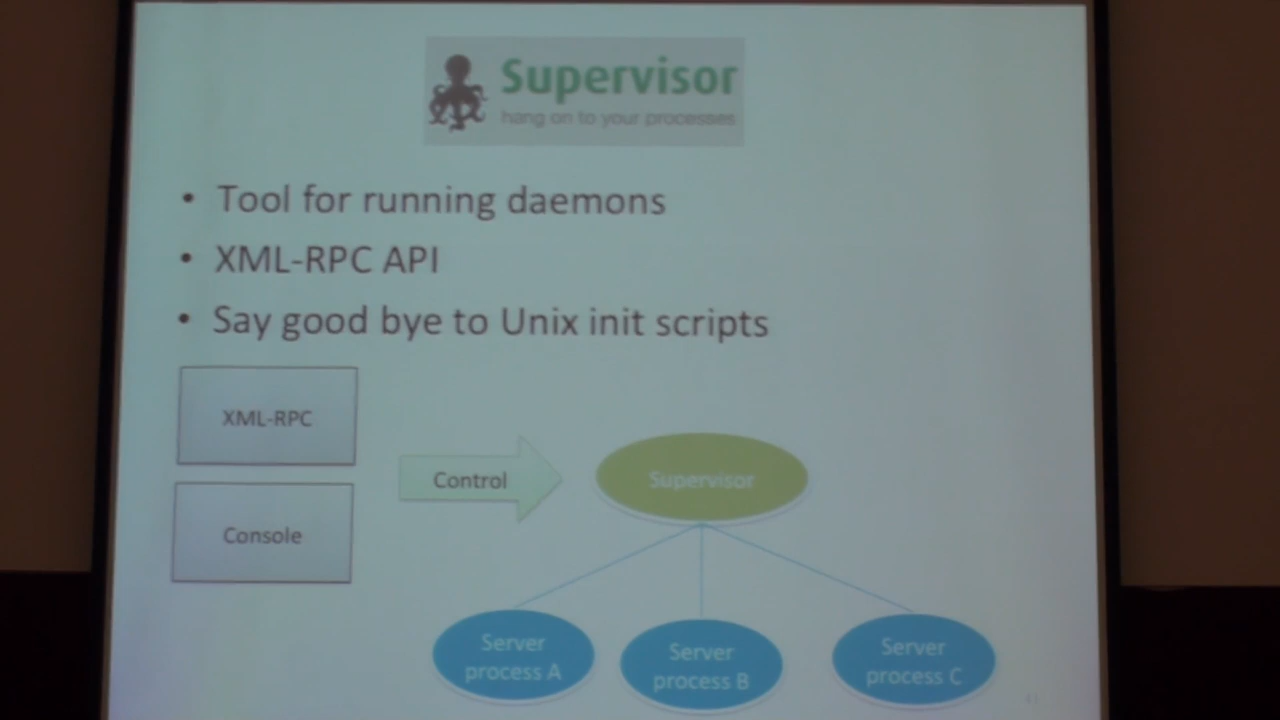 Supervisor
hang on to your processes
• Tool for running daemons
• XML-RPC API
• Say good bye to Unix init scripts
XML-RPC
Control
Supervisor
Console
Server
process A
Server
process B
Server
process C